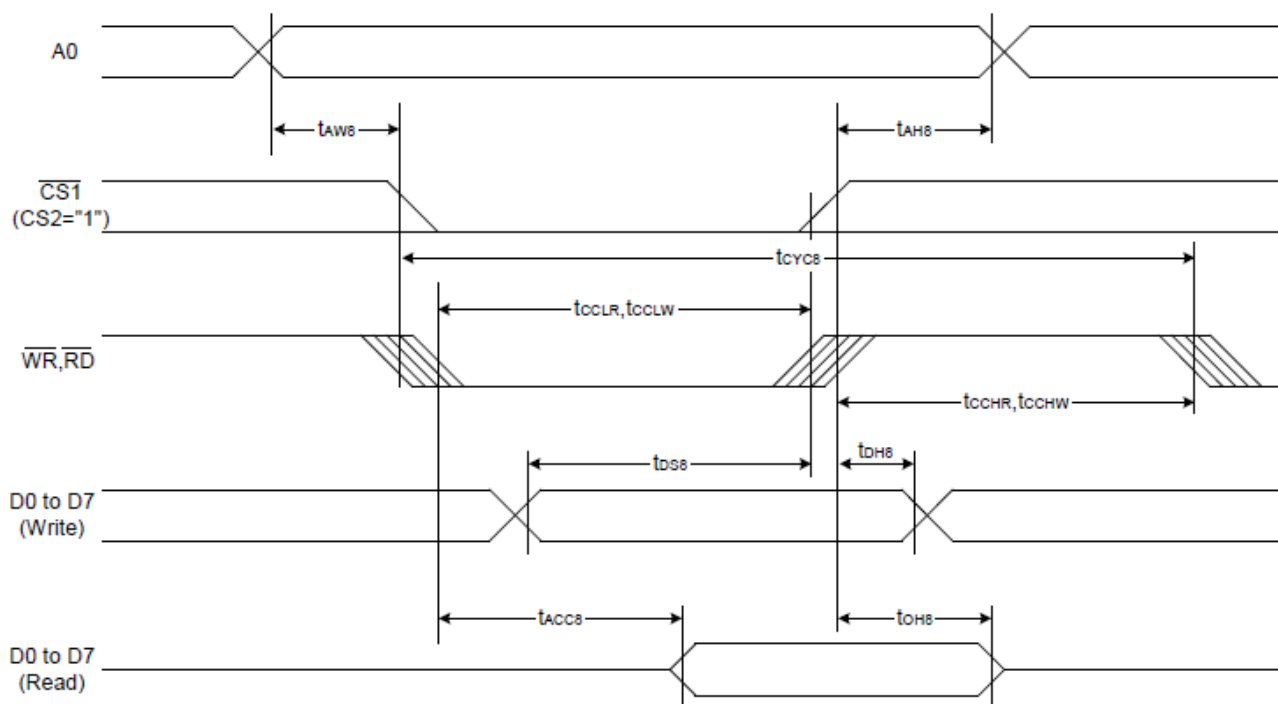 A0
tAW8
tAH8
CS1
(CS2="1")
tCYC8
tCCLR,tCCLW
WR,RD
tCCHR,tCCHW
tDS8
tDH8
D0 to D7
(Write)
tACC8
tOH8
D0 to D7
(Read)